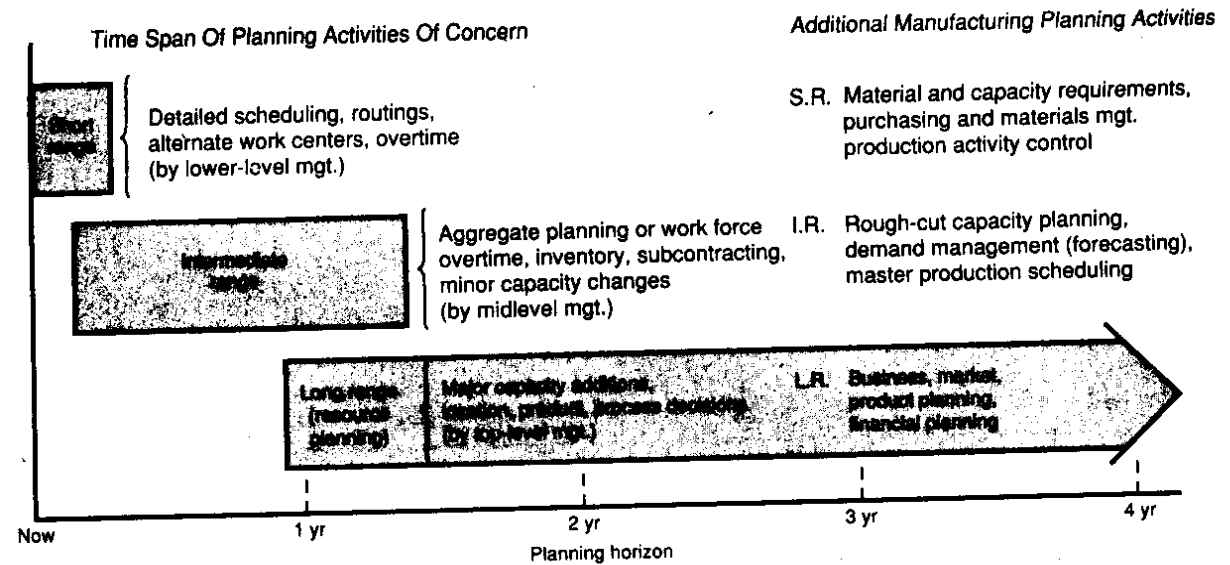 Time Span Of Planning Activities Of Concern
Additional Manufacturing Planning Activities
Short
range
Detailed scheduling, routings,
alternate work centers, overtime
(by lower-level mgt.)
S.R. Material and capacity requirements,
purchasing and materials mgt.
production activity control
Intermediate
range
Aggregate planning or work force
overtime, inventory, subcontracting,
minor capacity changes
(by midlevel mgt.)
I.R. Rough-cut capacity planning,
demand management (forecasting),
master production scheduling
Long range
(resource
planning)
Major capacity additions,
location, product, process decisions
(by top-level mgt.)
L.R. Business, market,
product planning,
financial planning
Now
1 yr
2 yr
3 yr
4 yr
Planning horizon